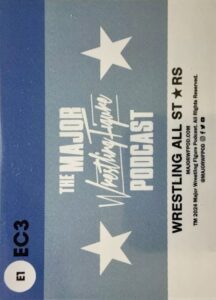 E1
EC3
THE MAJOR
Wrestling Figure
PODCAST
WRESTLING ALL ST★RS
MAJORWFPOD.COM
@MAJORWFPOD
TM 2024 Major Wrestling Figure Podcast. All Rights Reserved.